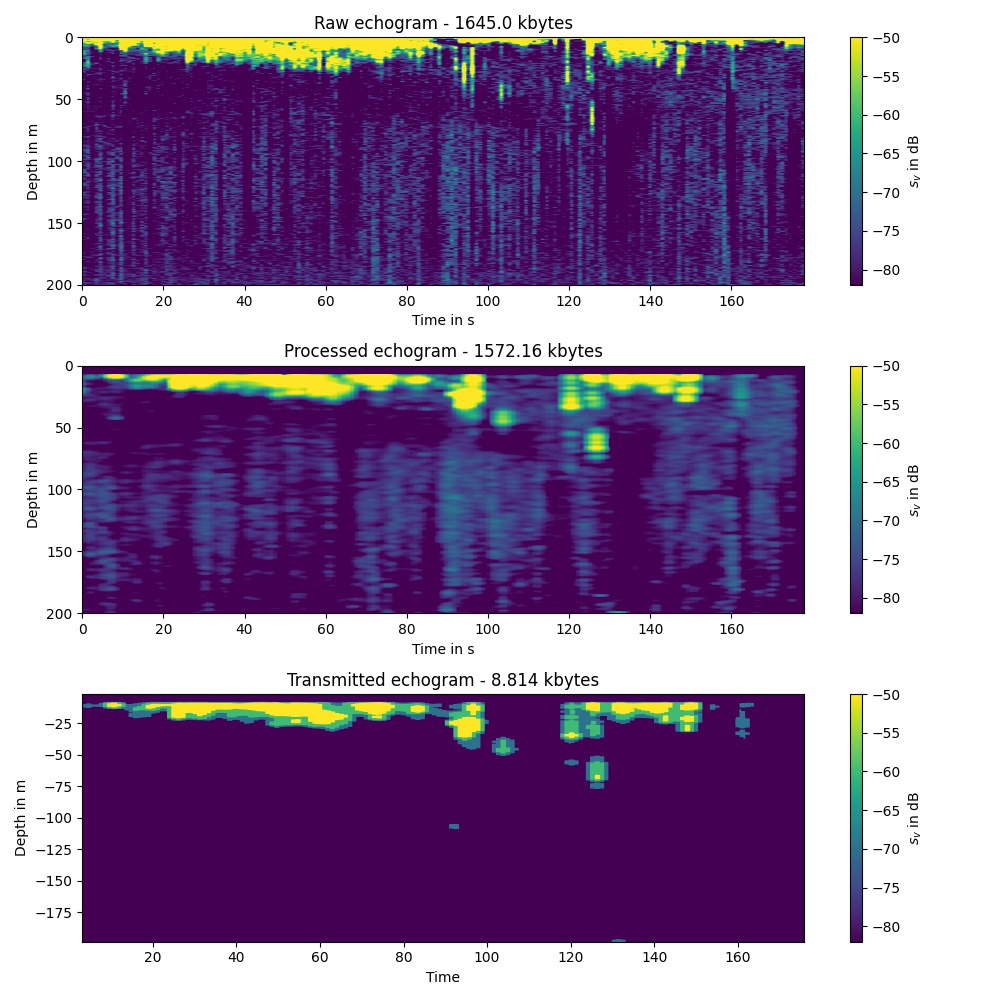 Raw echogram - 1645.0 kbytes
0
50
100
150
200
Depth in m
0 20 40 60 80 100 120 140 160
Time in s
−50
−55
−60
−65
−70
−75
−80
s_v in dB
Processed echogram - 1572.16 kbytes
0
50
100
150
200
Depth in m
0 20 40 60 80 100 120 140 160
Time in s
−50
−55
−60
−65
−70
−75
−80
s_v in dB
Transmitted echogram - 8.814 kbytes
−25
−50
−75
−100
−125
−150
−175
Depth in m
20 40 60 80 100 120 140 160
Time
−50
−55
−60
−65
−70
−75
−80
s_v in dB